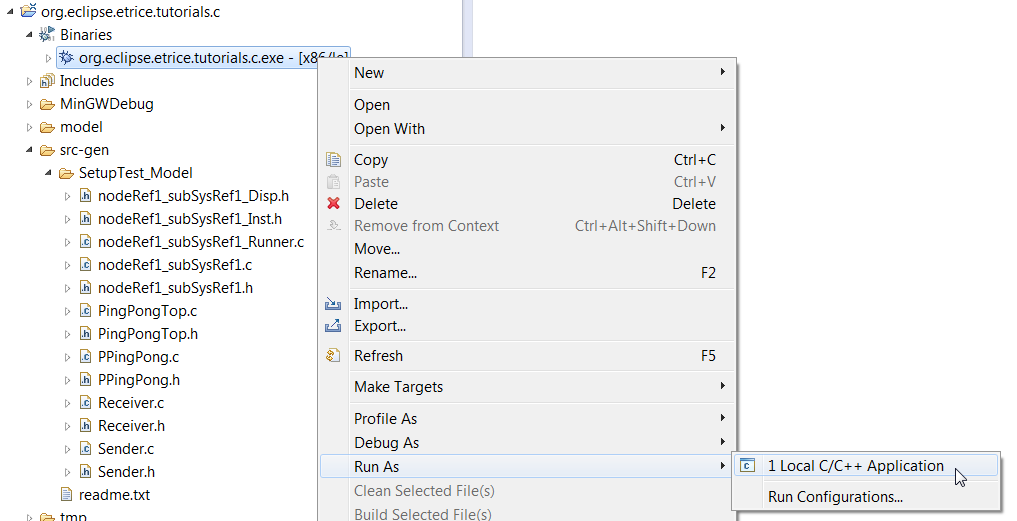 org.eclipse.etrice.tutorials.c
Binaries
org.eclipse.etrice.tutorials.c.exe - [x86/le]
Includes
MinGWDebug
model
src-gen
SetupTest_Model
nodeRef1_subSysRef1_Disp.h
nodeRef1_subSysRef1_Inst.h
nodeRef1_subSysRef1_Runner.c
nodeRef1_subSysRef1.c
nodeRef1_subSysRef1.h
PingPongTop.c
PingPongTop.h
PPingPong.c
PPingPong.h
Receiver.c
Receiver.h
Sender.c
Sender.h
readme.txt
tmp
New
Open
Open With
Copy Ctrl+C
Paste Ctrl+V
Delete Delete
Remove from Context Ctrl+Alt+Shift+Down
Move...
Rename... F2
Import...
Export...
Refresh F5
Make Targets
Profile As
Debug As
Run As
Clean Selected File(s)
Build Selected File(s)
1 Local C/C++ Application
Run Configurations...